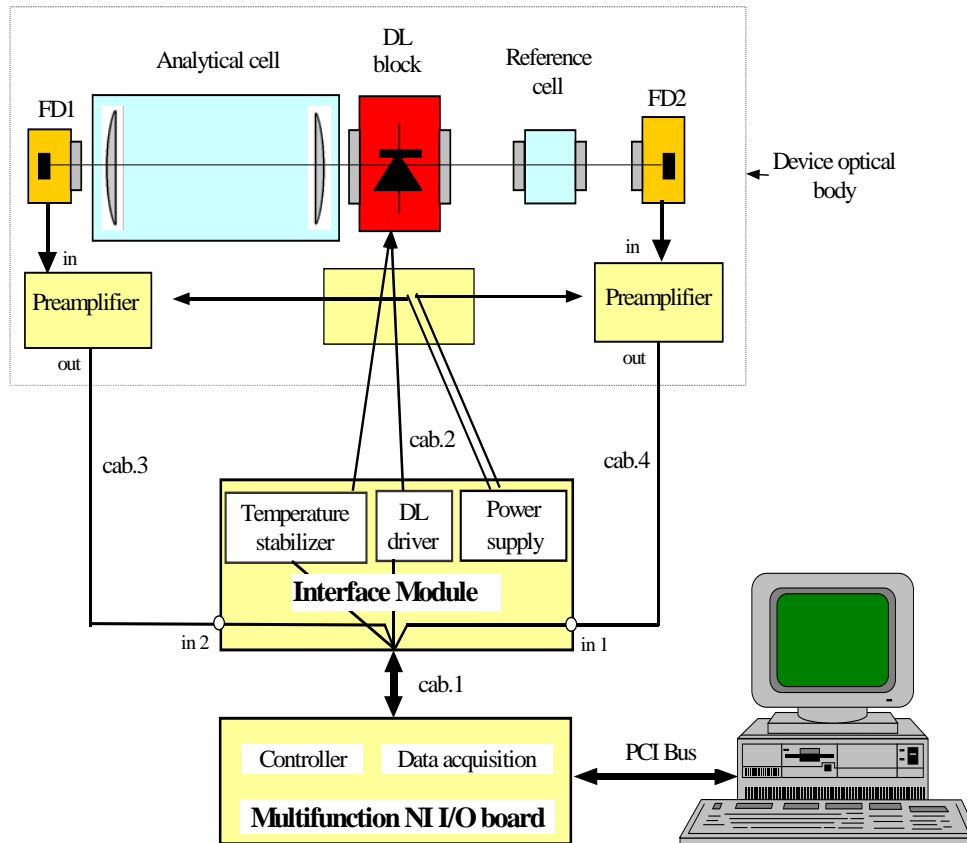 DL
block
Analytical cell
Reference
cell
FD1
FD2
Device optical
body
in
in
Preamplifier
Preamplifier
out
out
cab.2
cab.3
cab.4
Temperature
stabilizer
DL
driver
Power
supply
Interface Module
in 2
in 1
cab.1
Controller
Data acquisition
PCI Bus
Multifunction NI I/O board